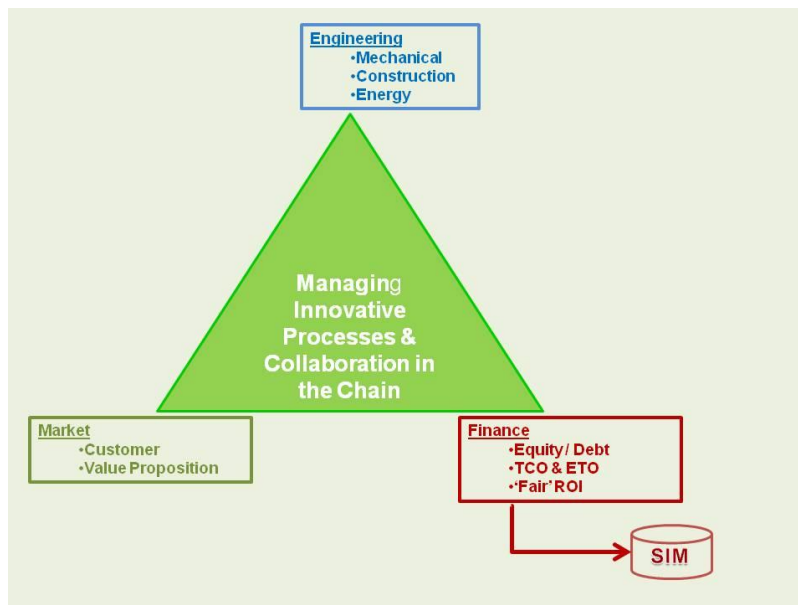 Engineering
•Mechanical
•Construction
•Energy
Managing
Innovative
Processes &
Collaboration in
the Chain
Market
•Customer
•Value Proposition
Finance
•Equity / Debt
•TCO & ETO
•‘Fair’ ROI
SIM